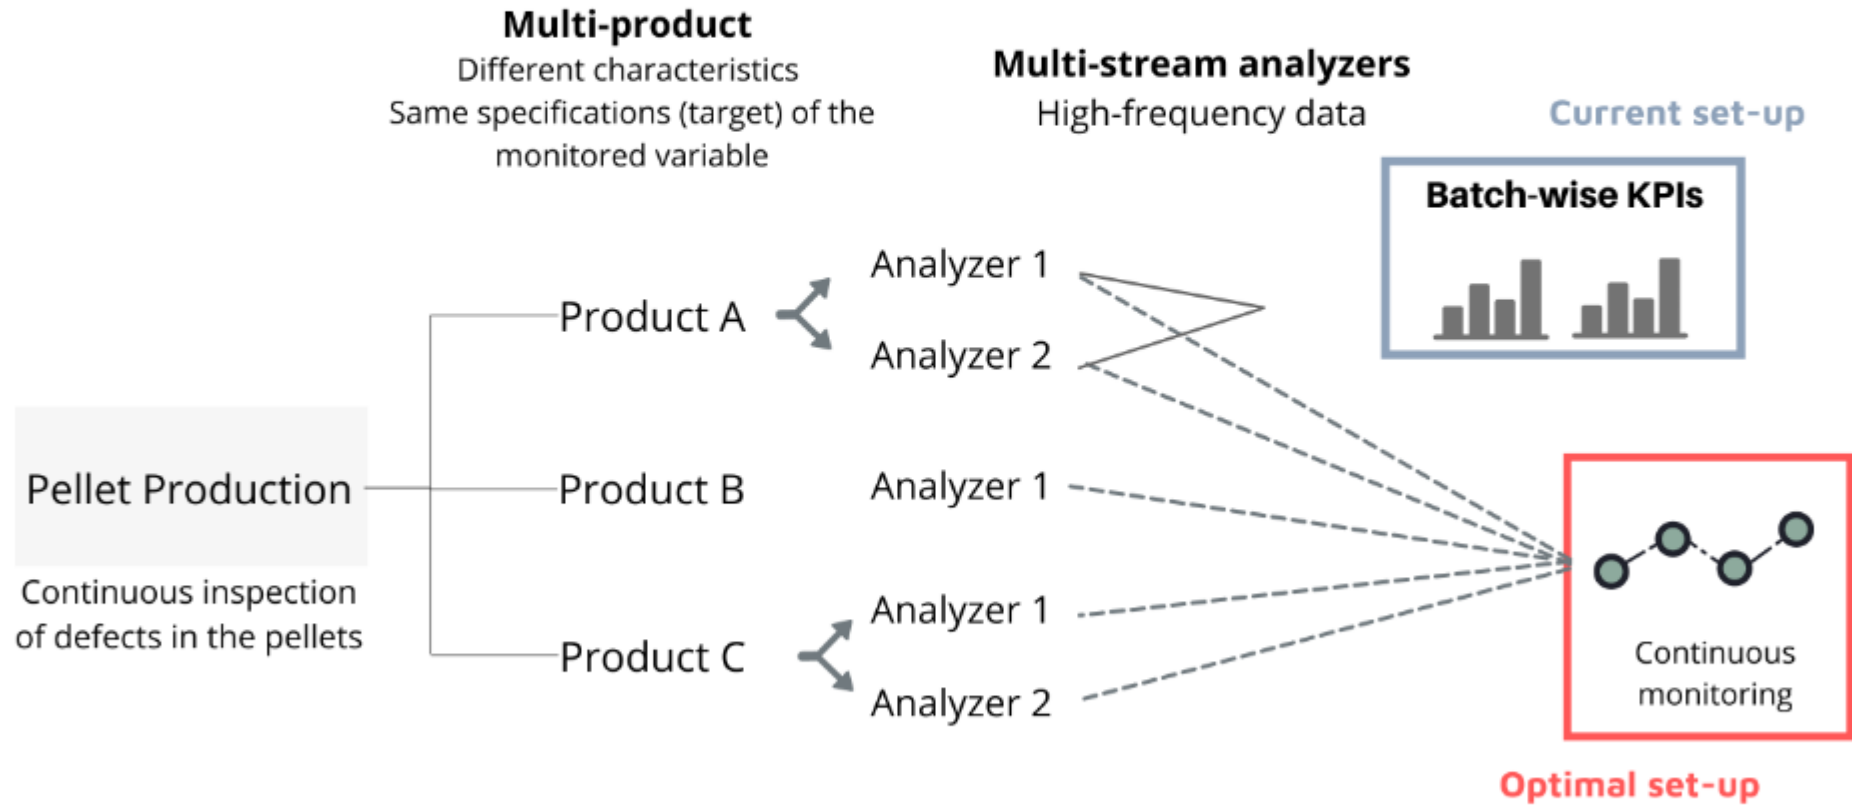 Multi-product
Different characteristics
Same specifications (target) of the
monitored variable
Multi-stream analyzers
High-frequency data
Current set-up
Batch-wise KPIs
Pellet Production
Continuous inspection
of defects in the pellets
Product A
Analyzer 1
Analyzer 2
Product B
Analyzer 1
Product C
Analyzer 1
Analyzer 2
Continuous
monitoring
Optimal set-up